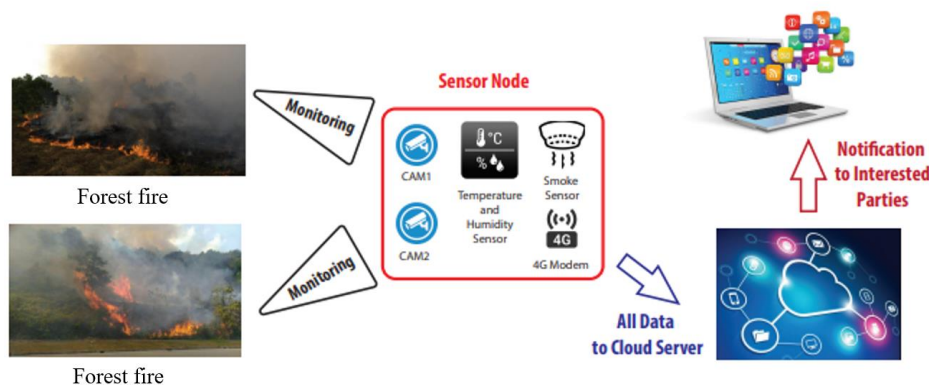 Sensor Node
Monitoring
Forest fire
CAM1
°C
%
Temperature
and
Humidity
Sensor
Smoke
Sensor
CAM2
4G
4G Modem
Monitoring
Forest fire
All Data
to Cloud Server
Notification
to Interested
Parties